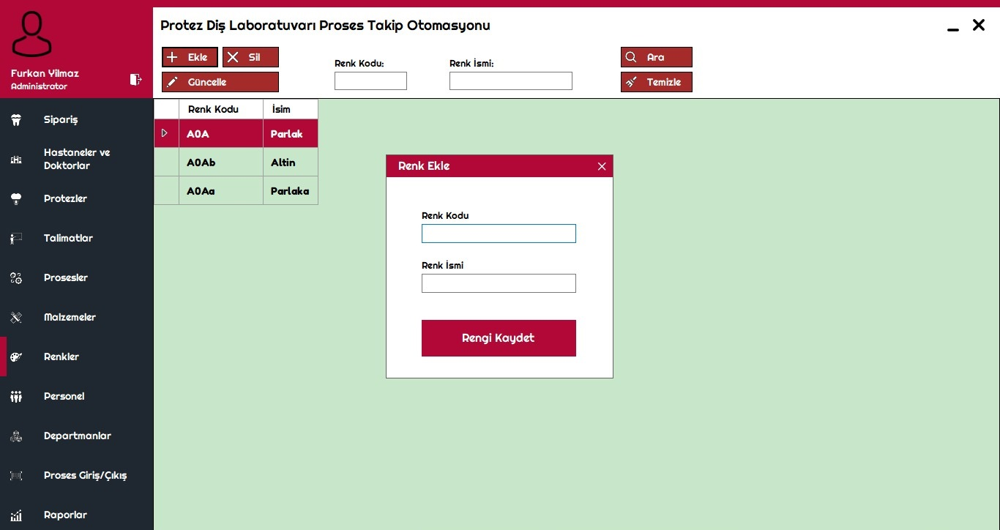 Protez Diş Laboratuvarı Proses Takip Otomasyonu
Furkan Yilmaz
Administrator
Ekle
Sil
Güncelle
Renk Kodu:
Renk İsmi:
Ara
Temizle
Sipariş
Hastaneler ve
Doktorlar
Protezler
Talimatlar
Prosesler
Malzemeler
Renkler
Personel
Departmanlar
Proses Giriş/Çıkış
Raporlar
Renk Kodu İsim
A0A Parlak
A0Ab Altin
A0Aa Parlaka
Renk Ekle
Renk Kodu
Renk İsmi
Rengi Kaydet